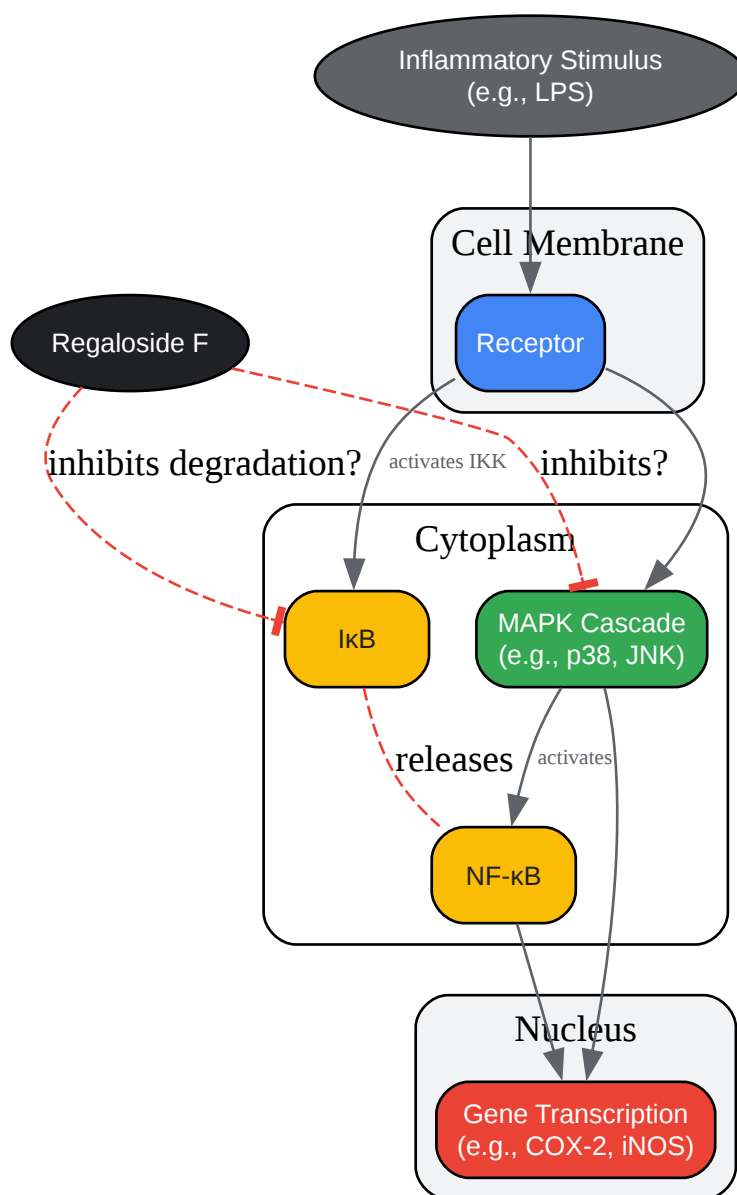 Inflammatory Stimulus
(e.g., LPS)
Cell Membrane
Regaloside F
Receptor
inhibits degradation?
activates IKK
inhibits?
Cytoplasm
IκB
MAPK Cascade
(e.g., p38, JNK)
releases
activates
NF-κB
Nucleus
Gene Transcription
(e.g., COX-2, iNOS)